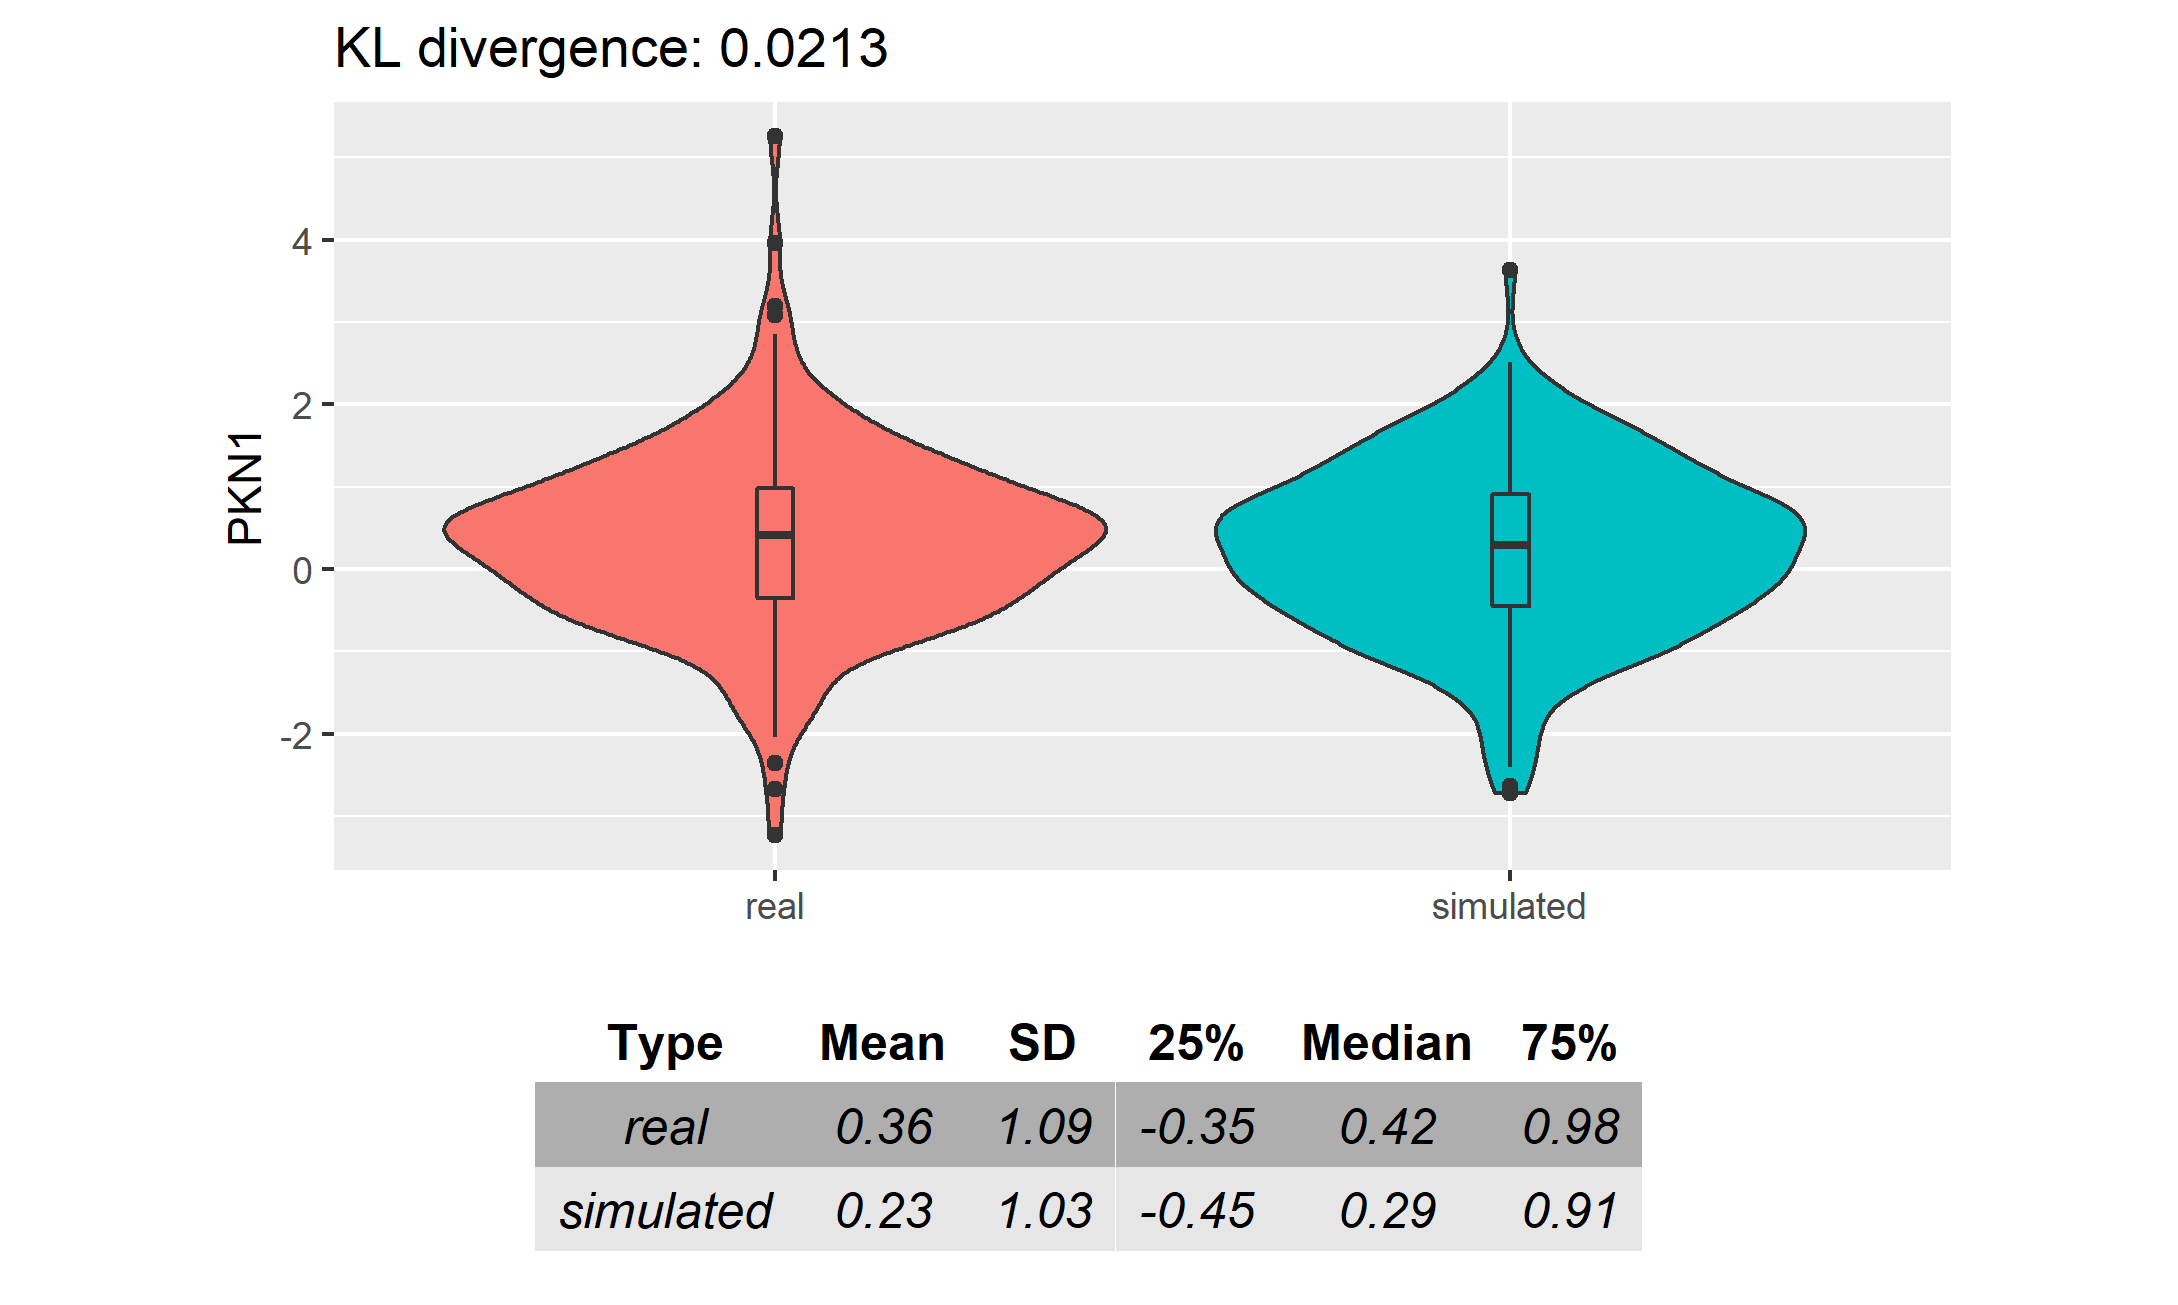 KL divergence: 0.0213
4
2
0
-2
PKN1
real simulated
Type Mean SD 25% Median 75%
real 0.36 1.09 -0.35 0.42 0.98
simulated 0.23 1.03 -0.45 0.29 0.91